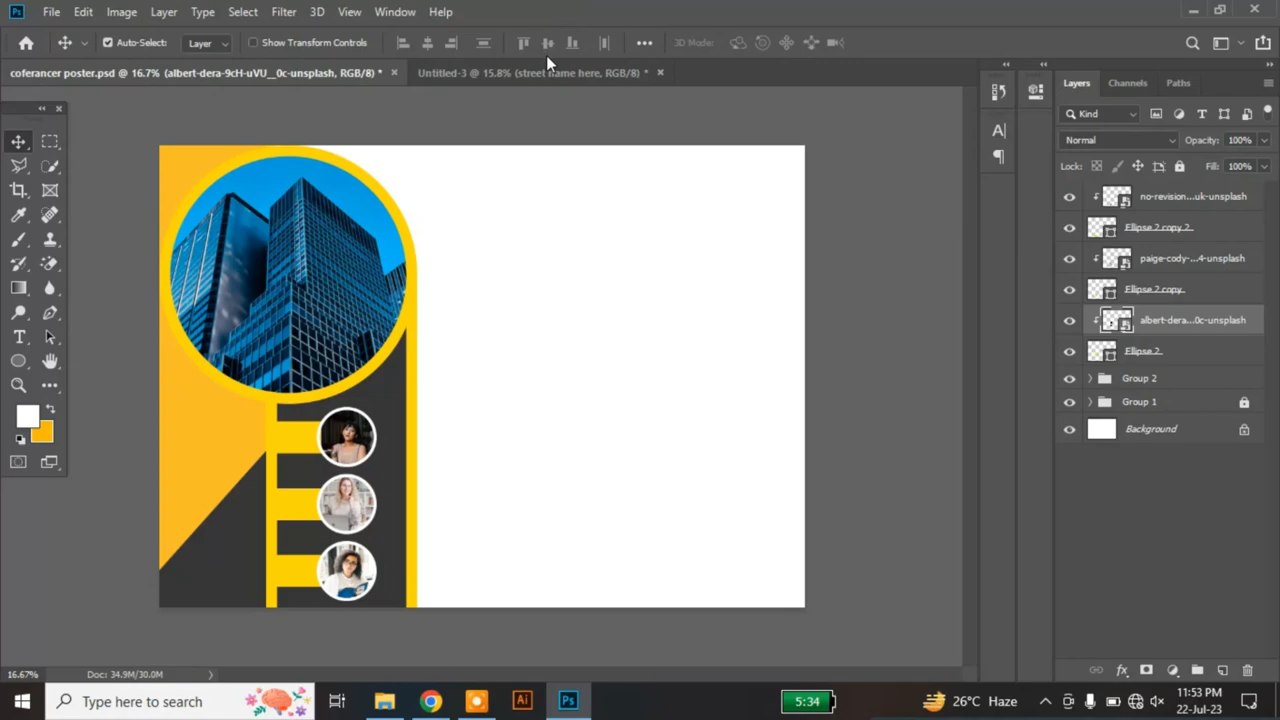 Ps File Edit Image Layer Type Select Filter 3D View Window Help
Auto-Select: Layer Show Transform Controls 3D Mode:
coferancer poster.psd @ 16.7% (albert-dera-9cH-uVU__0c-unsplash, RGB/8) * Untitled-3 @ 15.8% (street name here, RGB/8) *
Layers Channels Paths
Kind
Normal Opacity: 100%
Lock: Fill: 100%
no-revision...uk-unsplash
Ellipse 2 copy 2
paige-cody-...4-unsplash
Ellipse 2 copy
albert-dera...0c-unsplash
Ellipse 2
Group 2
Group 1
Background
16.67% Doc: 34.9M/30.0M
Type here to search Ai Ps 5:34 26°C Haze 11:53 PM
22-Jul-23